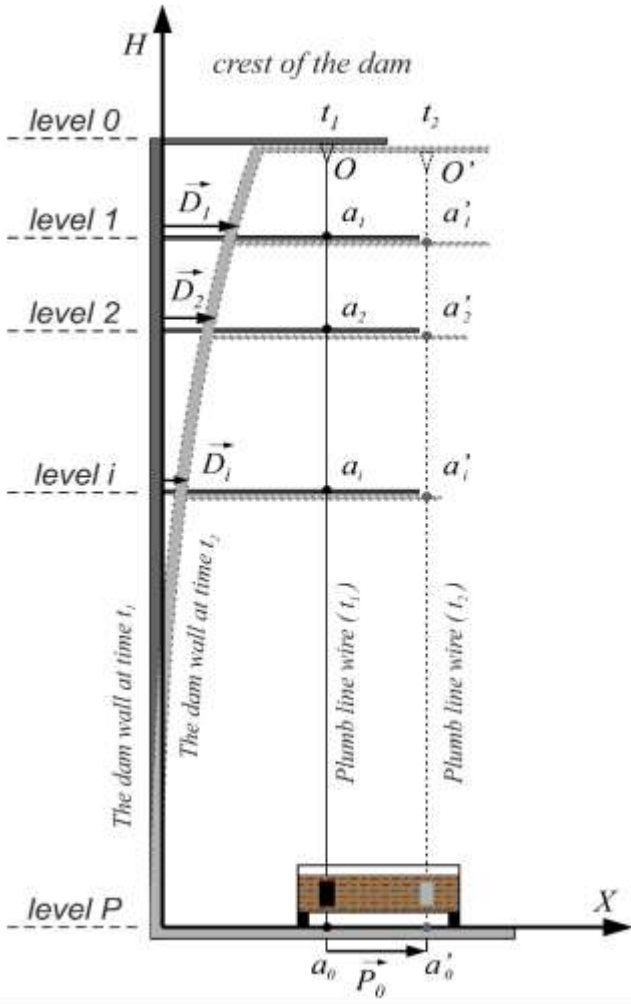 H
crest of the dam
level 0
t₁
t₂
O
O'
D₁
level 1
a₁
a'₁
D₂
level 2
a₂
a'₂
Dᵢ
level i
aᵢ
a'ᵢ
The dam wall at time t₁
The dam wall at time t₂
Plumb line wire (t₁)
Plumb line wire (t₂)
level P
X
a₀
P₀
a'₀